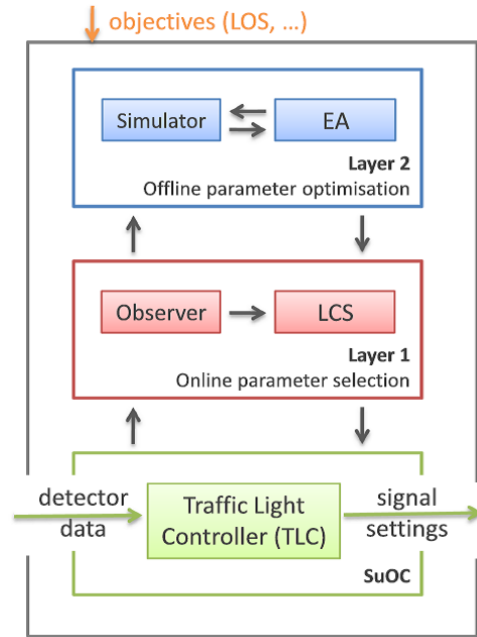 objectives (LOS, ...)
Simulator
EA
Layer 2
Offline parameter optimisation
Observer
LCS
Layer 1
Online parameter selection
detector
data
Traffic Light
Controller (TLC)
signal
settings
SuOC